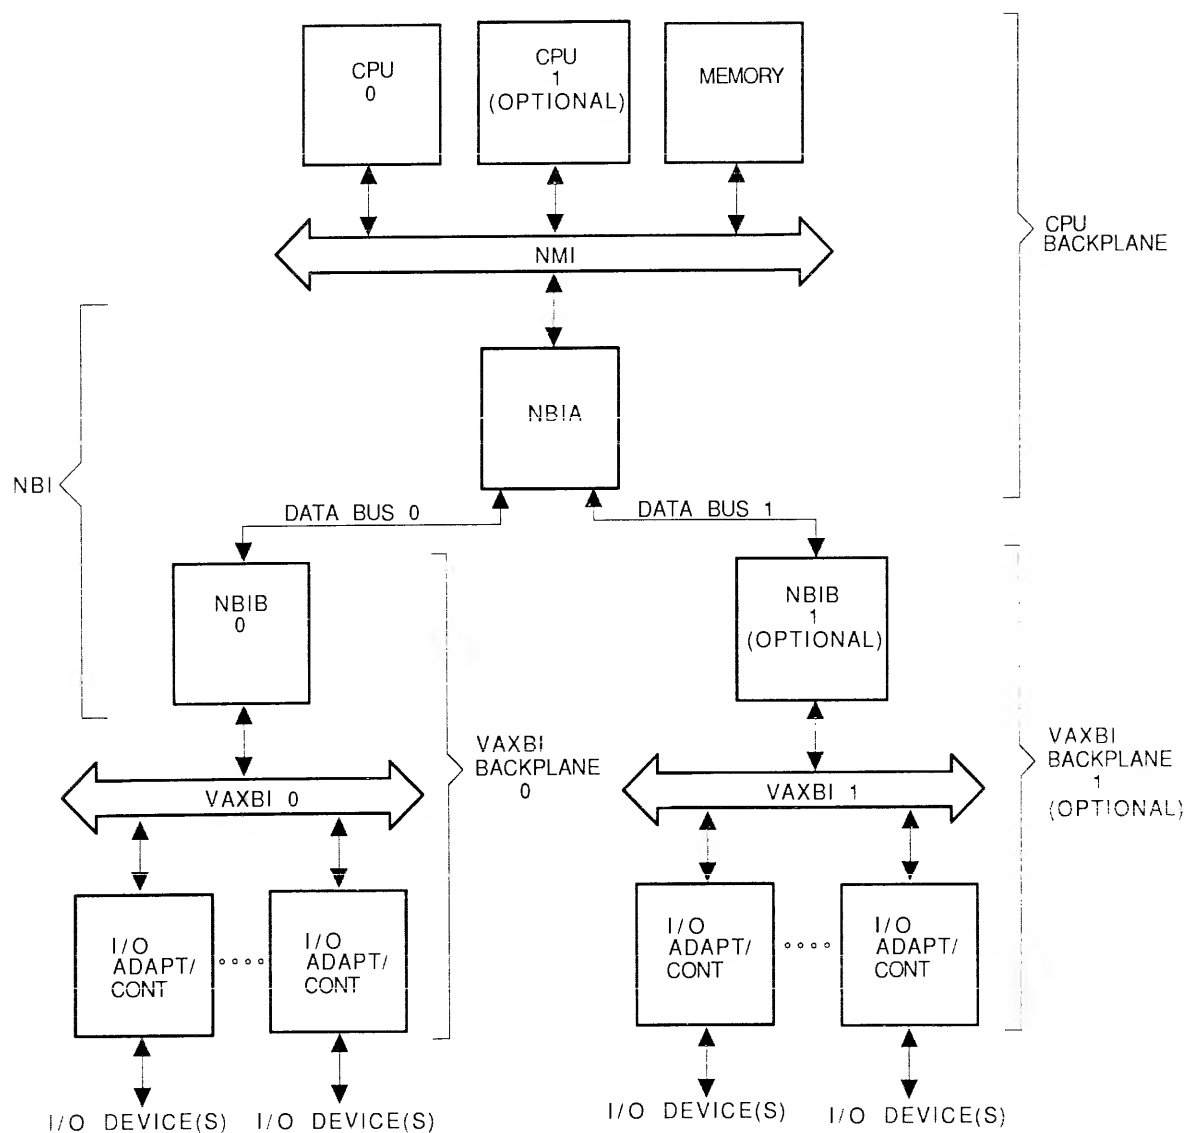 CPU
0
CPU
1
(OPTIONAL)
MEMORY
CPU
BACKPLANE
NMI
NBIA
NBI
DATA BUS 0
DATA BUS 1
NBIB
0
NBIB
1
(OPTIONAL)
VAXBI
BACKPLANE
0
VAXBI
BACKPLANE
1
(OPTIONAL)
VAXBI 0
VAXBI 1
I/O
ADAPT/
CONT
I/O
ADAPT/
CONT
I/O
ADAPT/
CONT
I/O
ADAPT/
CONT
I/O DEVICE(S)
I/O DEVICE(S)
I/O DEVICE(S)
I/O DEVICE(S)